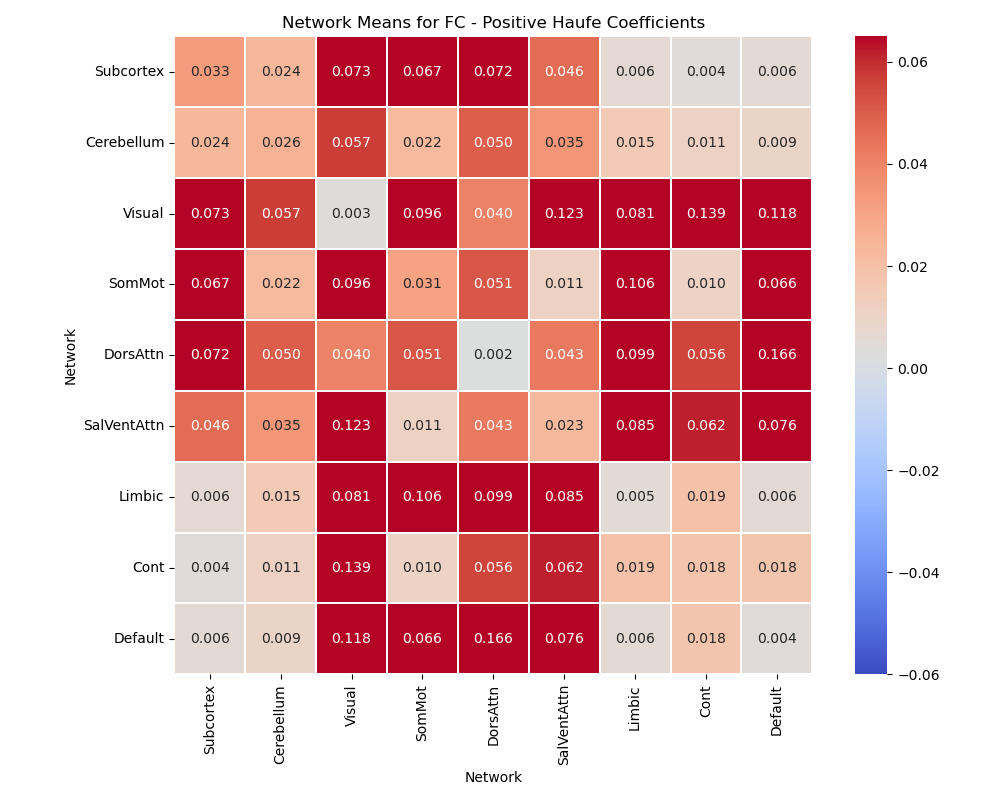 Network Means for FC - Positive Haufe Coefficients
Network
Subcortex 0.033 0.024 0.073 0.067 0.072 0.046 0.006 0.004 0.006
Cerebellum 0.024 0.026 0.057 0.022 0.050 0.035 0.015 0.011 0.009
Visual 0.073 0.057 0.003 0.096 0.040 0.123 0.081 0.139 0.118
SomMot 0.067 0.022 0.096 0.031 0.051 0.011 0.106 0.010 0.066
DorsAttn 0.072 0.050 0.040 0.051 0.002 0.043 0.099 0.056 0.166
SalVentAttn 0.046 0.035 0.123 0.011 0.043 0.023 0.085 0.062 0.076
Limbic 0.006 0.015 0.081 0.106 0.099 0.085 0.005 0.019 0.006
Cont 0.004 0.011 0.139 0.010 0.056 0.062 0.019 0.018 0.018
Default 0.006 0.009 0.118 0.066 0.166 0.076 0.006 0.018 0.004
Subcortex Cerebellum Visual SomMot DorsAttn SalVentAttn Limbic Cont Default
Network
0.06
0.04
0.02
0.00
−0.02
−0.04
−0.06